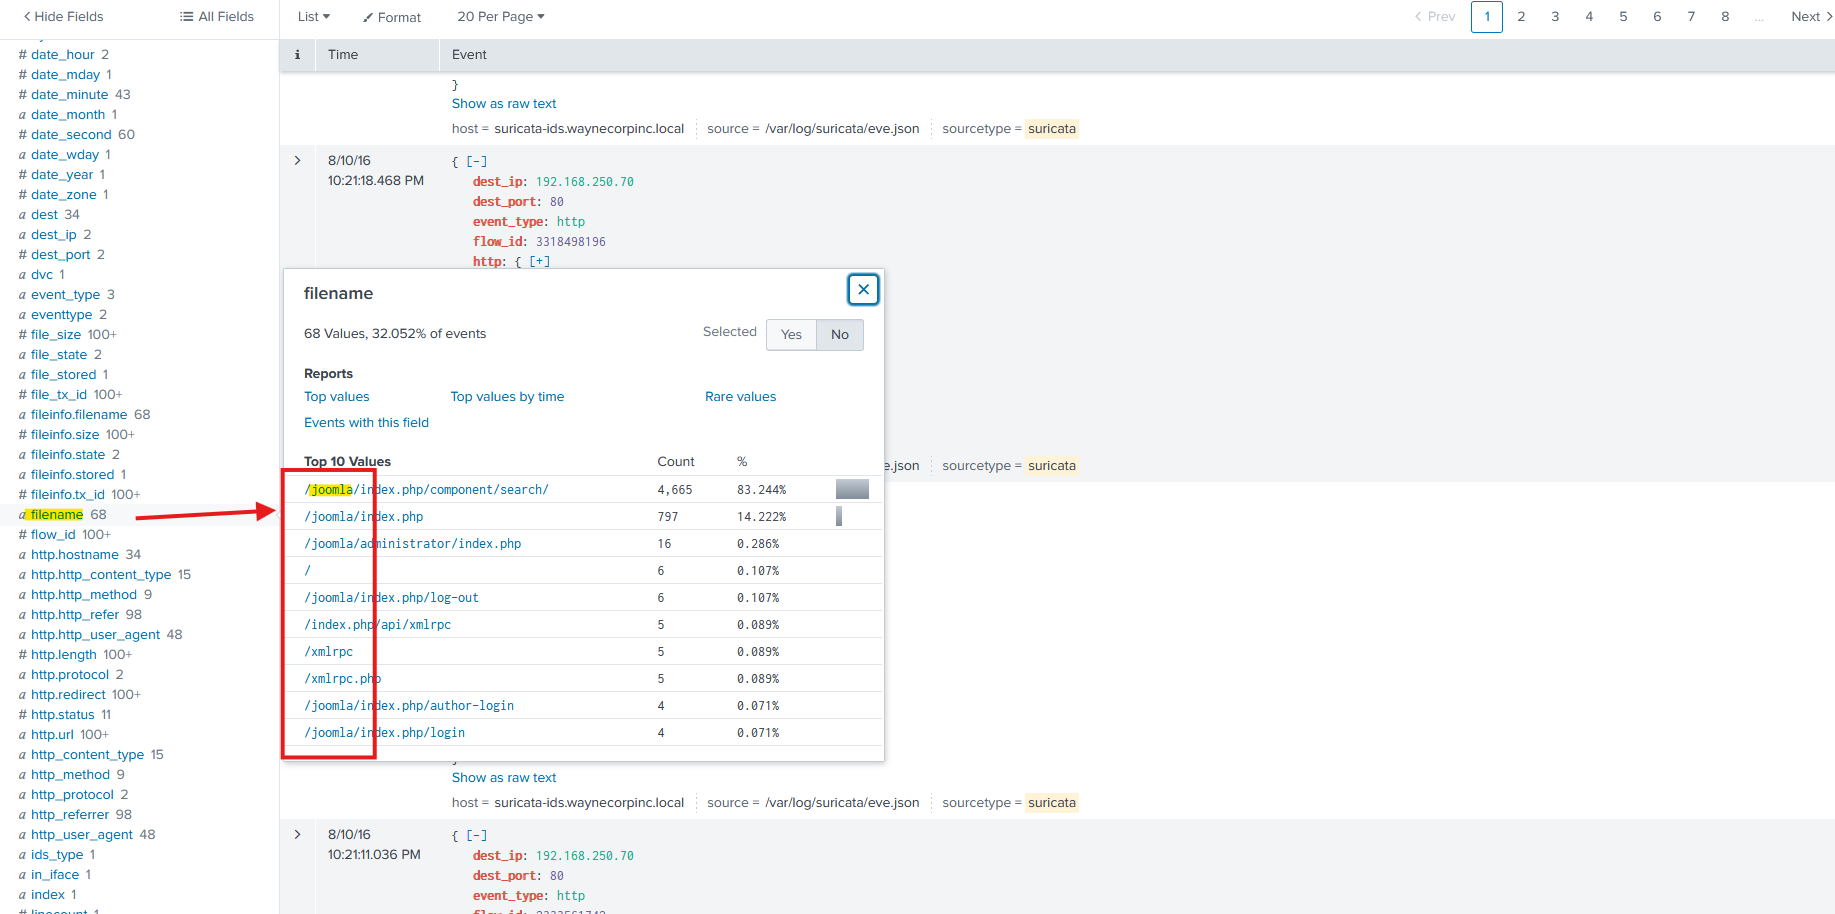 Hide Fields
All Fields
List
Format
20 Per Page
Prev 1 2 3 4 5 6 7 8 ... Next
i Time Event
# date_hour 2
# date_mday 1
# date_minute 43
a date_month 1
# date_second 60
a date_wday 1
# date_year 1
# date_zone 1
a dest 34
a dest_ip 2
# dest_port 2
a dvc 1
a event_type 3
a eventtype 2
# file_size 100+
a file_state 2
a file_stored 1
# file_tx_id 100+
a fileinfo.filename 68
# fileinfo.size 100+
a fileinfo.state 2
a fileinfo.stored 1
# fileinfo.tx_id 100+
a filename 68
# flow_id 100+
a http.hostname 34
a http.http_content_type 15
a http.http_method 9
a http.http_refer 98
a http.http_user_agent 48
# http.length 100+
a http.protocol 2
a http.redirect 100+
# http.status 11
a http.url 100+
a http_content_type 15
a http_method 9
a http_protocol 2
a http_referrer 98
a http_user_agent 48
a ids_type 1
a in_iface 1
a index 1
# linecount 1
}
Show as raw text
host = suricata-ids.waynecorpinc.local source = /var/log/suricata/eve.json sourcetype = suricata
8/10/16
10:21:18.468 PM
{ [-]
dest_ip: 192.168.250.70
dest_port: 80
event_type: http
flow_id: 3318498196
http: { [+]
filename
68 Values, 32.052% of events
Selected Yes No
Reports
Top values Top values by time Rare values
Events with this field
Top 10 Values Count %
/joomla/index.php/component/search/ 4,665 83.244%
/joomla/index.php 797 14.222%
/joomla/administrator/index.php 16 0.286%
/ 6 0.107%
/joomla/index.php/log-out 6 0.107%
/index.php/api/xmlrpc 5 0.089%
/xmlrpc 5 0.089%
/xmlrpc.php 5 0.089%
/joomla/index.php/author-login 4 0.071%
/joomla/index.php/login 4 0.071%
e.json sourcetype = suricata
Show as raw text
host = suricata-ids.waynecorpinc.local source = /var/log/suricata/eve.json sourcetype = suricata
8/10/16
10:21:11.036 PM
{ [-]
dest_ip: 192.168.250.70
dest_port: 80
event_type: http